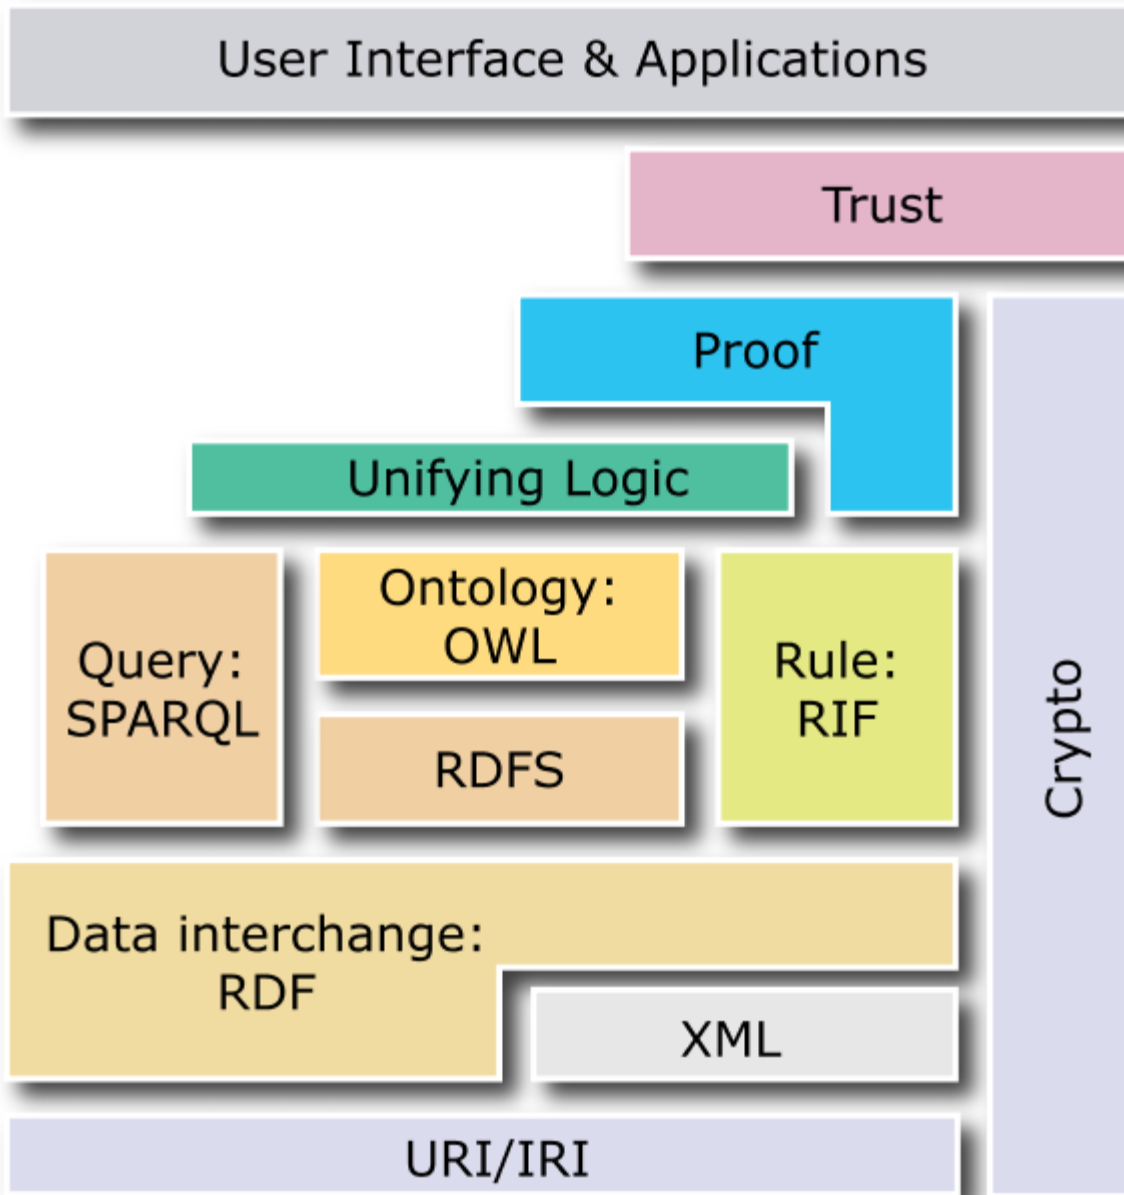 User Interface & Applications
Trust
Proof
Unifying Logic
Query:
SPARQL
Ontology:
OWL
RDFS
Rule:
RIF
Crypto
Data interchange:
RDF
XML
URI/IRI